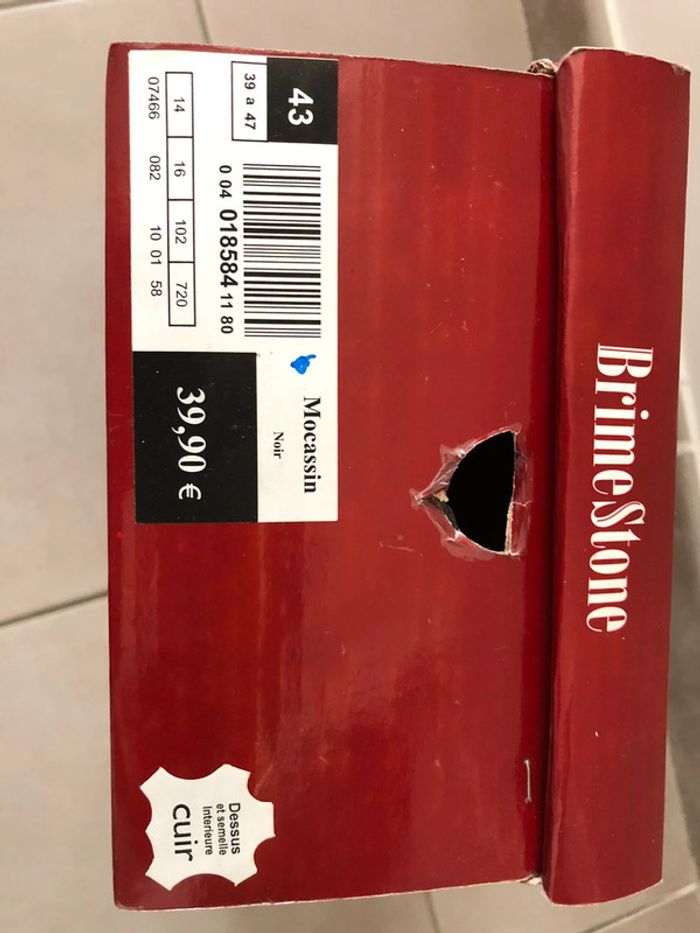 BrimeStone
43
39 a 47
0 04 018584 11 80
14 16 102 720
07466 082 10 01 58
Mocassin
Noir
39,90 €
Dessus
et semelle
Interieure
cuir